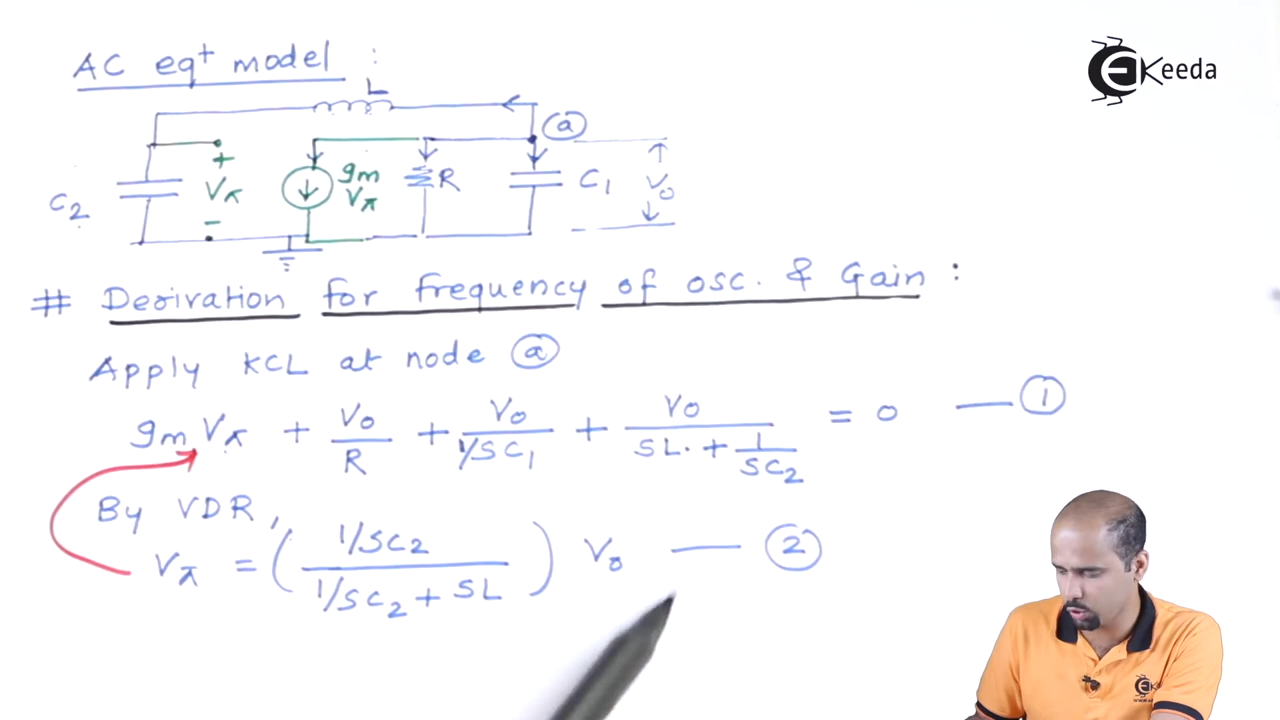 AC eqt model :
EKeeda
L
a
+
Vπ
-
gm
Vπ
R
C1
Vo
C2
# Derivation for frequency of osc. & Gain :
Apply KCL at node a
gm Vπ + Vo/R + Vo/(1/SC1) + Vo/(SL + 1/SC2) = 0 — 1
By VDR,
Vπ = ( (1/SC2)/(1/SC2 + SL) ) Vo — 2